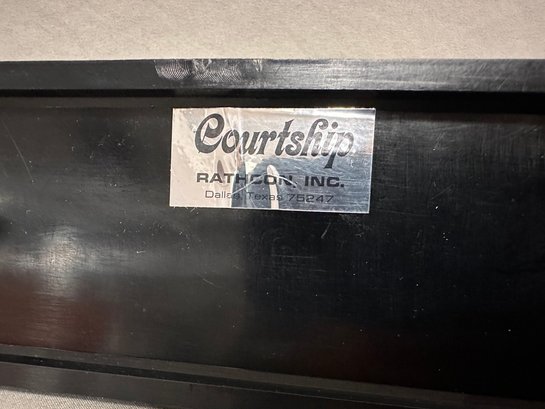 Courtship
RATHCON, INC.
Dallas, Texas 75247